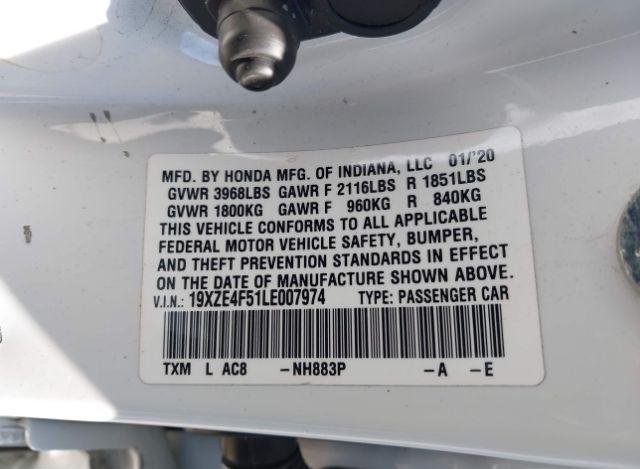 MFD. BY HONDA MFG. OF INDIANA, LLC 01/'20
GVWR 3968LBS GAWR F 2116LBS R 1851LBS
GVWR 1800KG GAWR F 960KG R 840KG
THIS VEHICLE CONFORMS TO ALL APPLICABLE
FEDERAL MOTOR VEHICLE SAFETY, BUMPER,
AND THEFT PREVENTION STANDARDS IN EFFECT
ON THE DATE OF MANUFACTURE SHOWN ABOVE.
V.I.N.: 19XZE4F51LE007974 TYPE: PASSENGER CAR
TXM L AC8 -NH883P -A -E